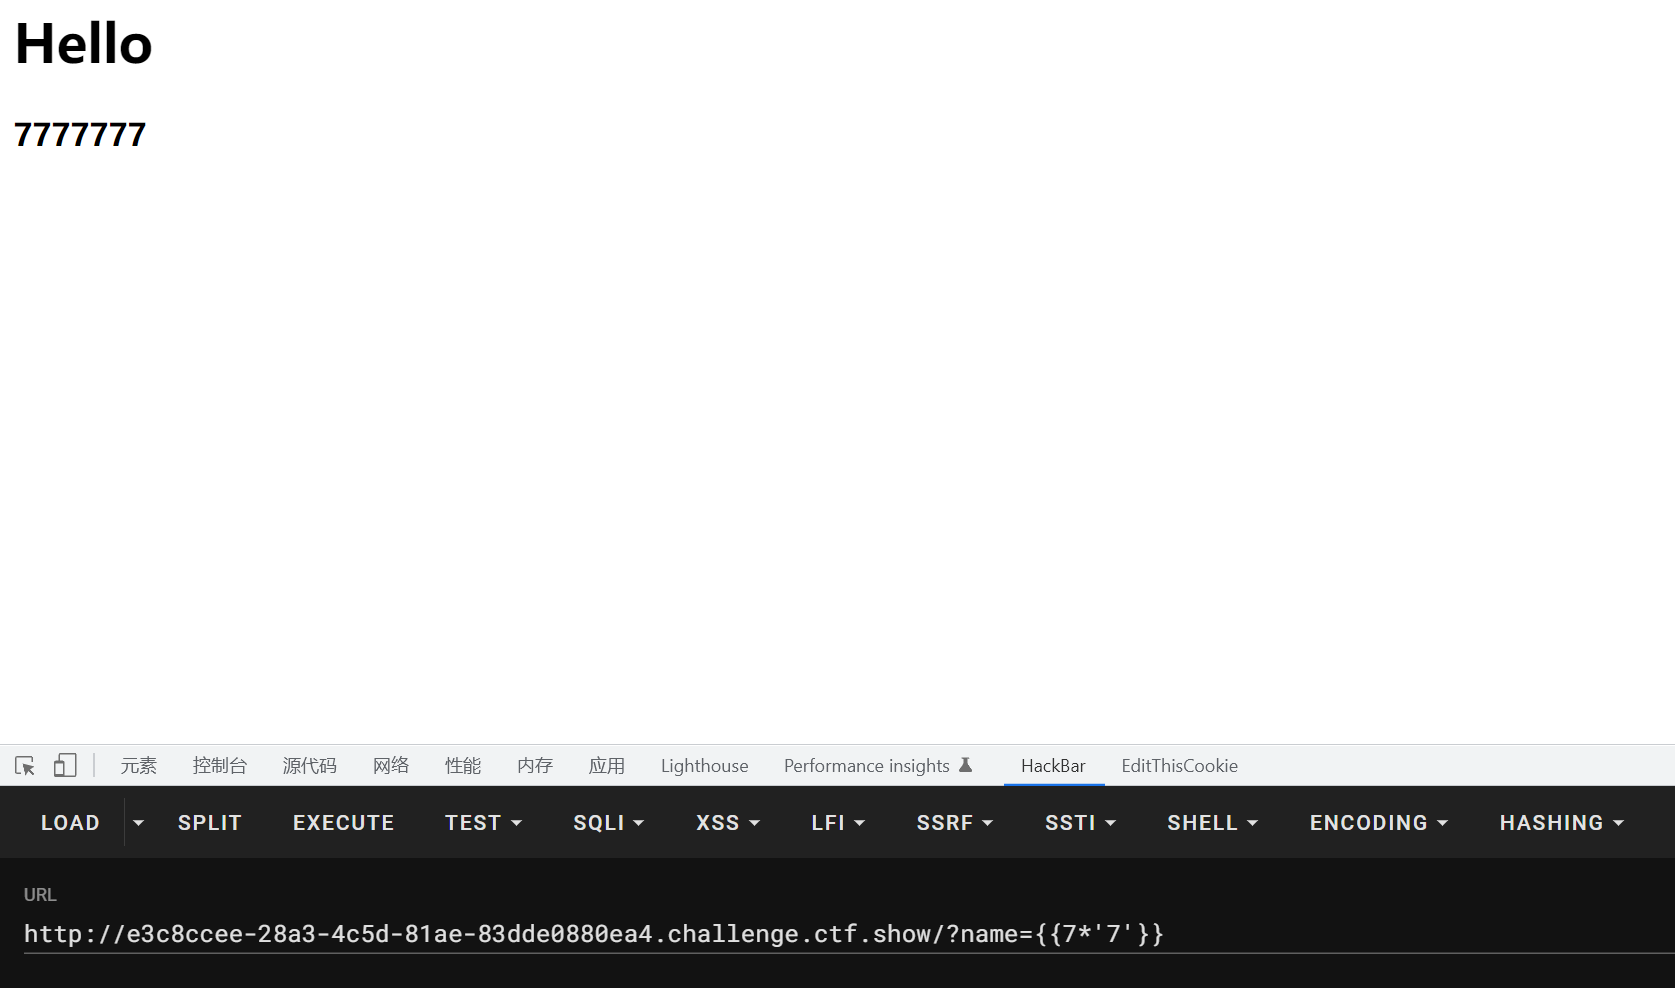 Hello
7777777
元素 控制台 源代码 网络 性能 内存 应用 Lighthouse Performance insights HackBar EditThisCookie
LOAD SPLIT EXECUTE TEST SQLI XSS LFI SSRF SSTI SHELL ENCODING HASHING
URL
http://e3c8ccee-28a3-4c5d-81ae-83dde0880ea4.challenge.ctf.show/?name={{7*'7'}}